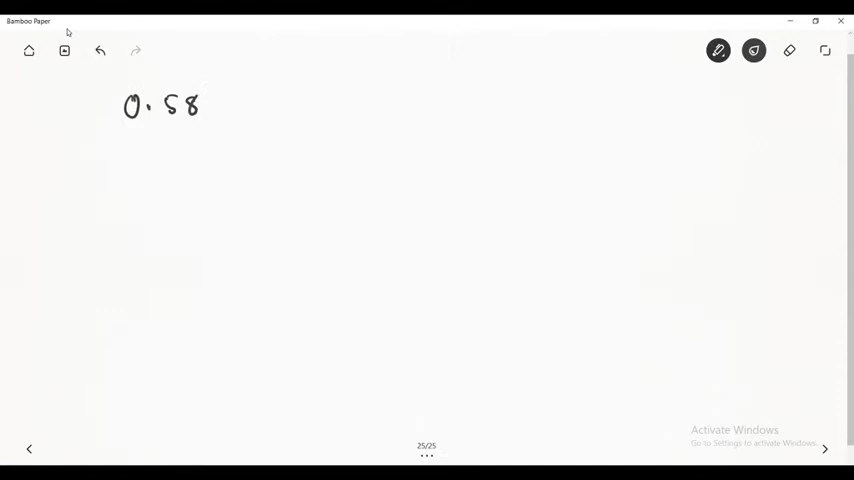 Bamboo Paper
0.58
25/25
Activate Windows
Go to Settings to activate Windows.